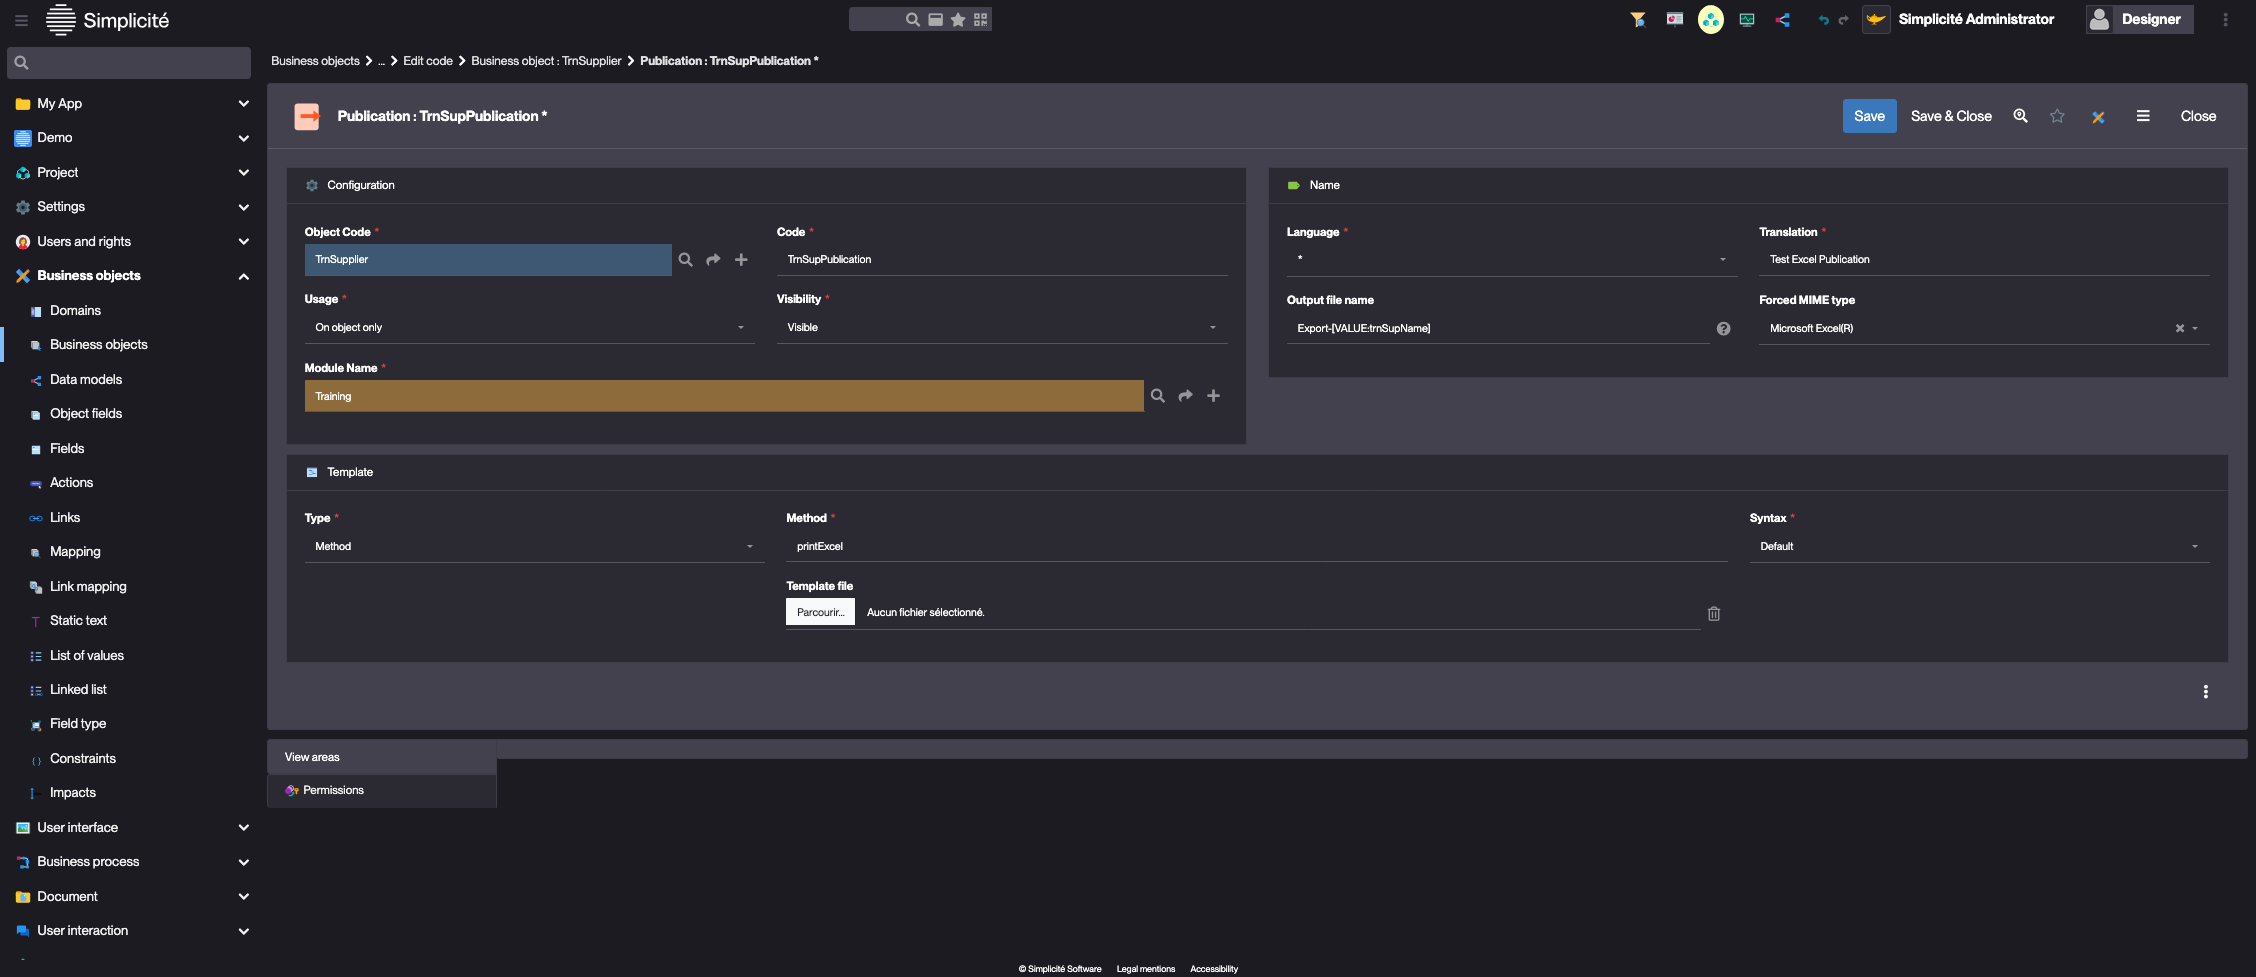 Simplicité
Simplicité Administrator
Designer
Business objects > ... > Edit code > Business object : TrnSupplier > Publication : TrnSupPublication *
My App
Demo
Project
Settings
Users and rights
Business objects
Domains
Business objects
Data models
Object fields
Fields
Actions
Links
Mapping
Link mapping
Static text
List of values
Linked list
Field type
Constraints
Impacts
User interface
Business process
Document
User interaction
Publication : TrnSupPublication *
Save
Save & Close
Close
Configuration
Object Code *
TrnSupplier
Code *
TrnSupPublication
Usage *
On object only
Visibility *
Visible
Module Name *
Training
Name
Language *
*
Translation *
Test Excel Publication
Output file name
Export-[VALUE:trnSupName]
Forced MIME type
Microsoft Excel(R)
Template
Type *
Method
Method *
printExcel
Syntax *
Default
Template file
Parcourir... Aucun fichier sélectionné.
View areas
Permissions
© Simplicité Software Legal mentions Accessibility